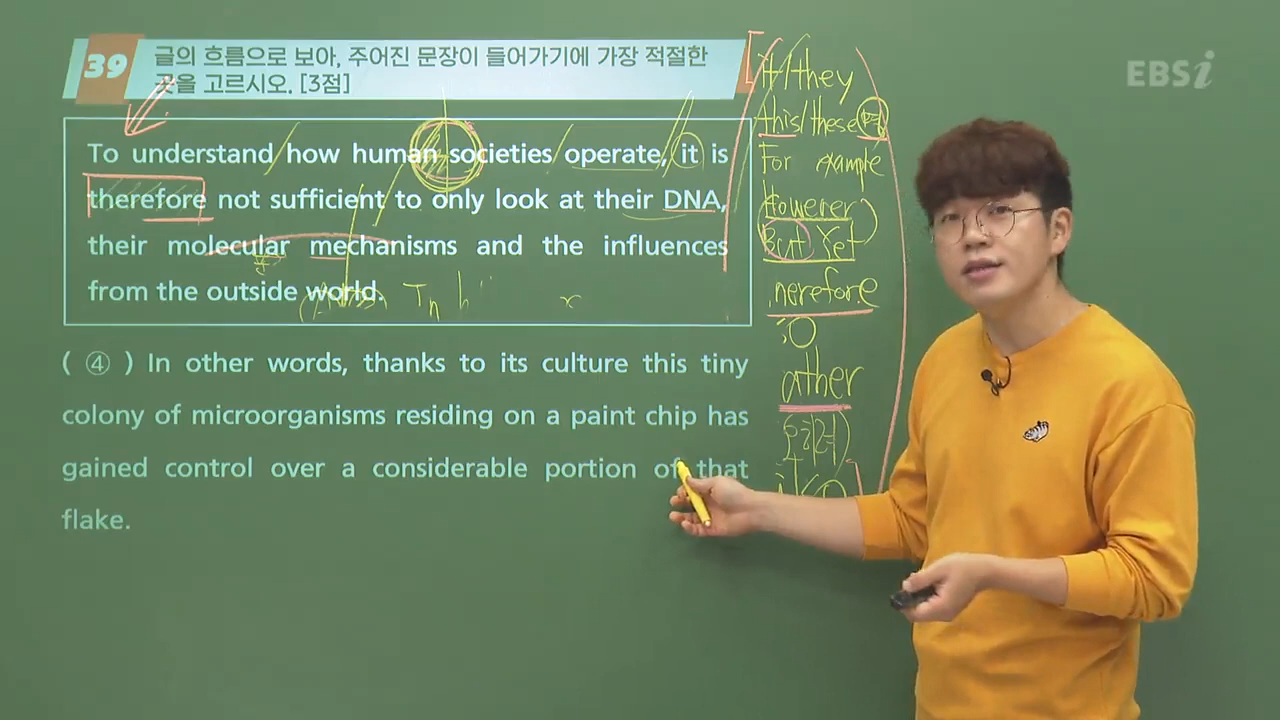 39 글의 흐름으로 보아, 주어진 문장이 들어가기에 가장 적절한
곳을 고르시오. [3점]
EBSi
To understand how human societies operate, it is
therefore not sufficient to only look at their DNA,
their molecular mechanisms and the influences
from the outside world.
( ④ ) In other words, thanks to its culture this tiny
colony of microorganisms residing on a paint chip has
gained control over a considerable portion of that
flake.
it/they
this/these
For example
However
But Yet
herefore
ather